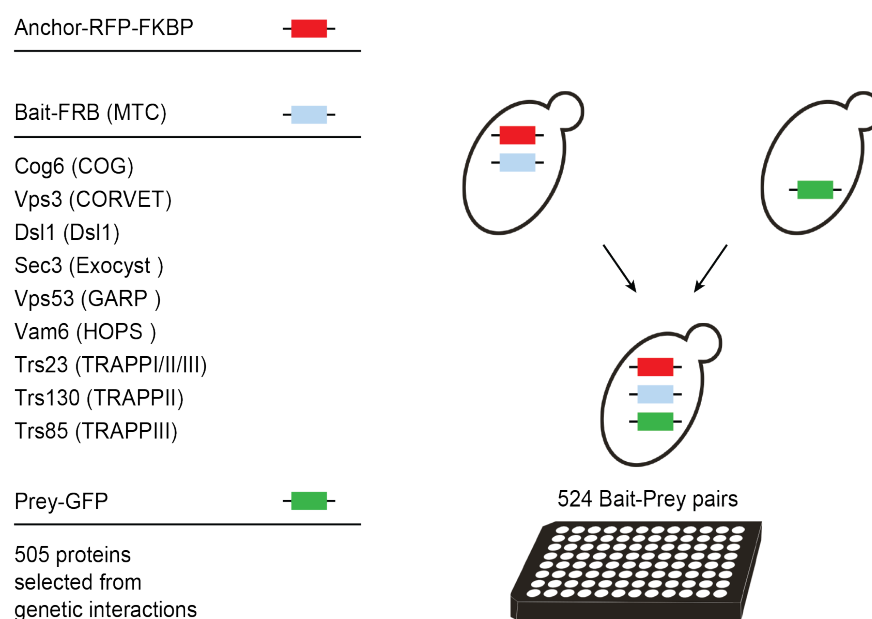 Anchor-RFP-FKBP
Bait-FRB (MTC)
Cog6 (COG)
Vps3 (CORVET)
Dsl1 (Dsl1)
Sec3 (Exocyst )
Vps53 (GARP )
Vam6 (HOPS )
Trs23 (TRAPPI/II/III)
Trs130 (TRAPPII)
Trs85 (TRAPPIII)
Prey-GFP
505 proteins
selected from
genetic interactions
524 Bait-Prey pairs